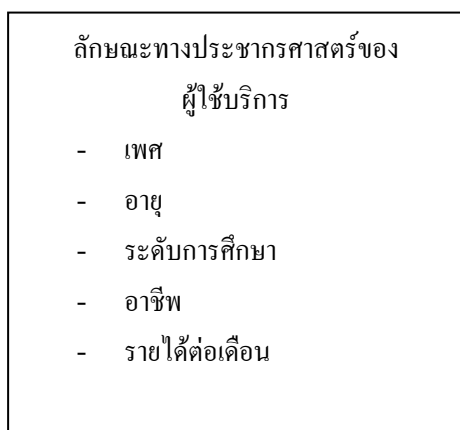 ลักษณะทางประชากรศาสตร์ของ
ผู้ใช้บริการ
- เพศ
- อายุ
- ระดับการศึกษา
- อาชีพ
- รายได้ต่อเดือน